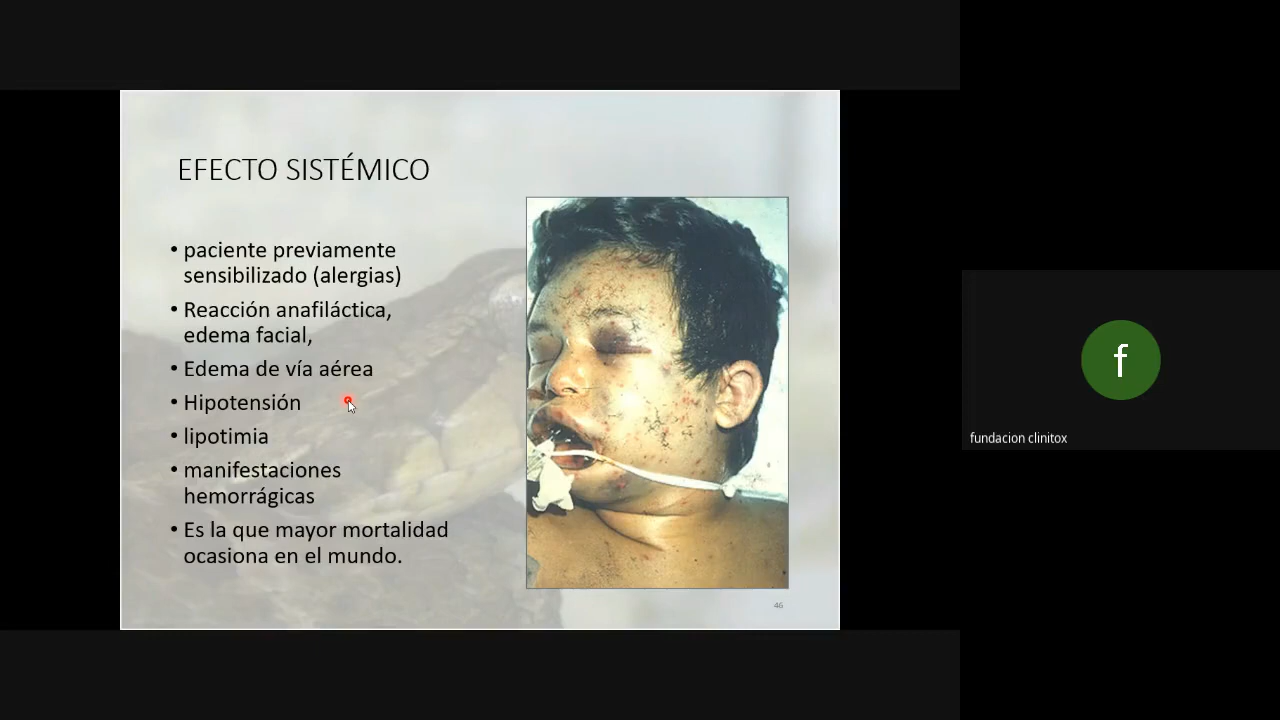 EFECTO SISTÉMICO
• paciente previamente
sensibilizado (alergias)
• Reacción anafiláctica,
edema facial,
• Edema de vía aérea
• Hipotensión
• lipotimia
• manifestaciones
hemorrágicas
• Es la que mayor mortalidad
ocasiona en el mundo.
46
f
fundacion clinitox